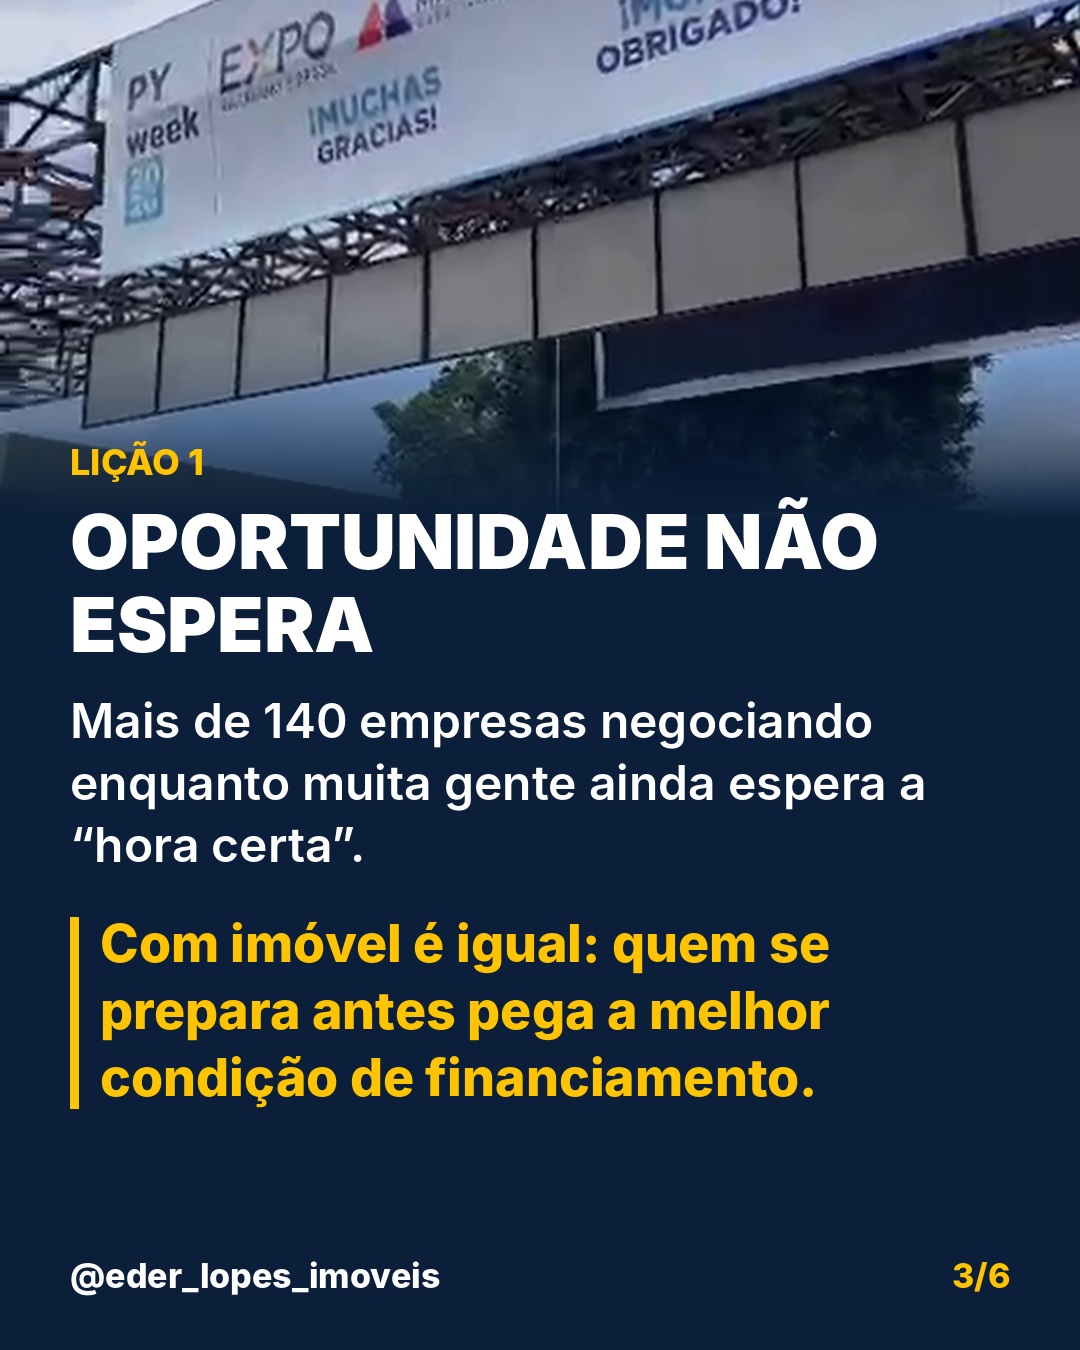 PY
week
EXPO
¡MUCHAS
GRACIAS!
OBRIGADO!
LIÇÃO 1
OPORTUNIDADE NÃO
ESPERA
Mais de 140 empresas negociando
enquanto muita gente ainda espera a
“hora certa”.
Com imóvel é igual: quem se
prepara antes pega a melhor
condição de financiamento.
@eder_lopes_imoveis
3/6